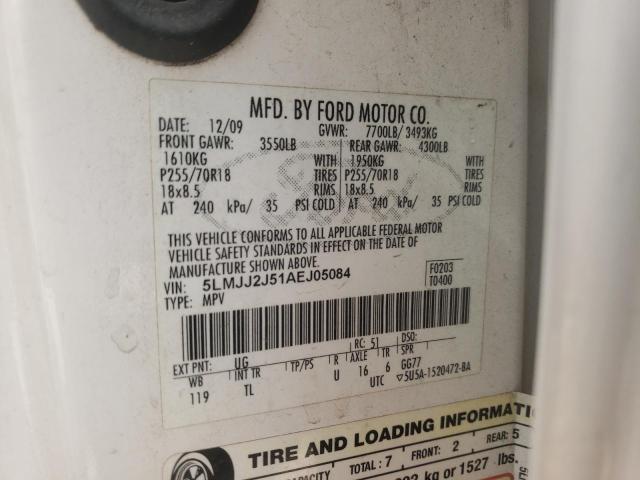 MFD. BY FORD MOTOR CO.
DATE: 12/09 GVWR: 7700LB/ 3493KG
FRONT GAWR: 3550LB REAR GAWR: 4300LB
1610KG WITH 1950KG WITH
P255/70R18 TIRES P255/70R18 TIRES
18x8.5 RIMS 18x8.5 RIMS
AT 240 kPa/ 35 PSI COLD AT 240 kPa/ 35 PSI COLD
THIS VEHICLE CONFORMS TO ALL APPLICABLE FEDERAL MOTOR
VEHICLE SAFETY STANDARDS IN EFFECT ON THE DATE OF
MANUFACTURE SHOWN ABOVE.
VIN: 5LMJJ2J51AEJ05084 F0203
TYPE: MPV T0400
EXT PNT: UG RC: 51 DSO:
WB INT TR TP/PS R AXLE TR SPR
119 TL U 16 6 GG77
UTC ▽5U5A-1520472-BA
TIRE AND LOADING INFORMATIO
CAPACITY TOTAL: 7 FRONT: 2 REAR: 5
kg or 1527 lbs.